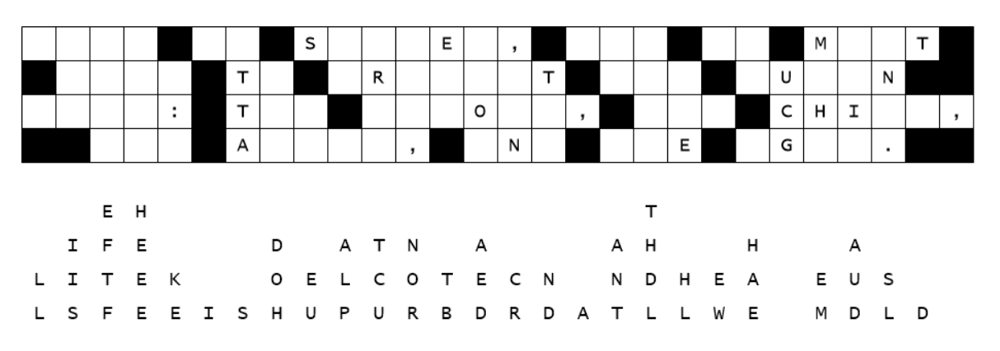 S E , M T
T R T U N
: T O , C H I ,
A , N E G .
E H T
I F E D A T N A A H H A
L I T E K O E L C O T E C N N D H E A E U S
L S F E E I S H U P U R B D R D A T L L W E M D L D